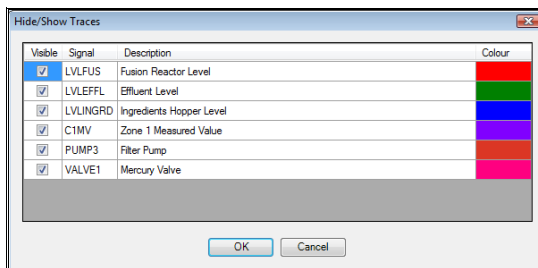 Hide/Show Traces
Visible Signal Description Colour
LVLFUS Fusion Reactor Level
LVLEFFL Effluent Level
LVLINGRD Ingredients Hopper Level
C1MV Zone 1 Measured Value
PUMP3 Filter Pump
VALVE1 Mercury Valve
OK Cancel